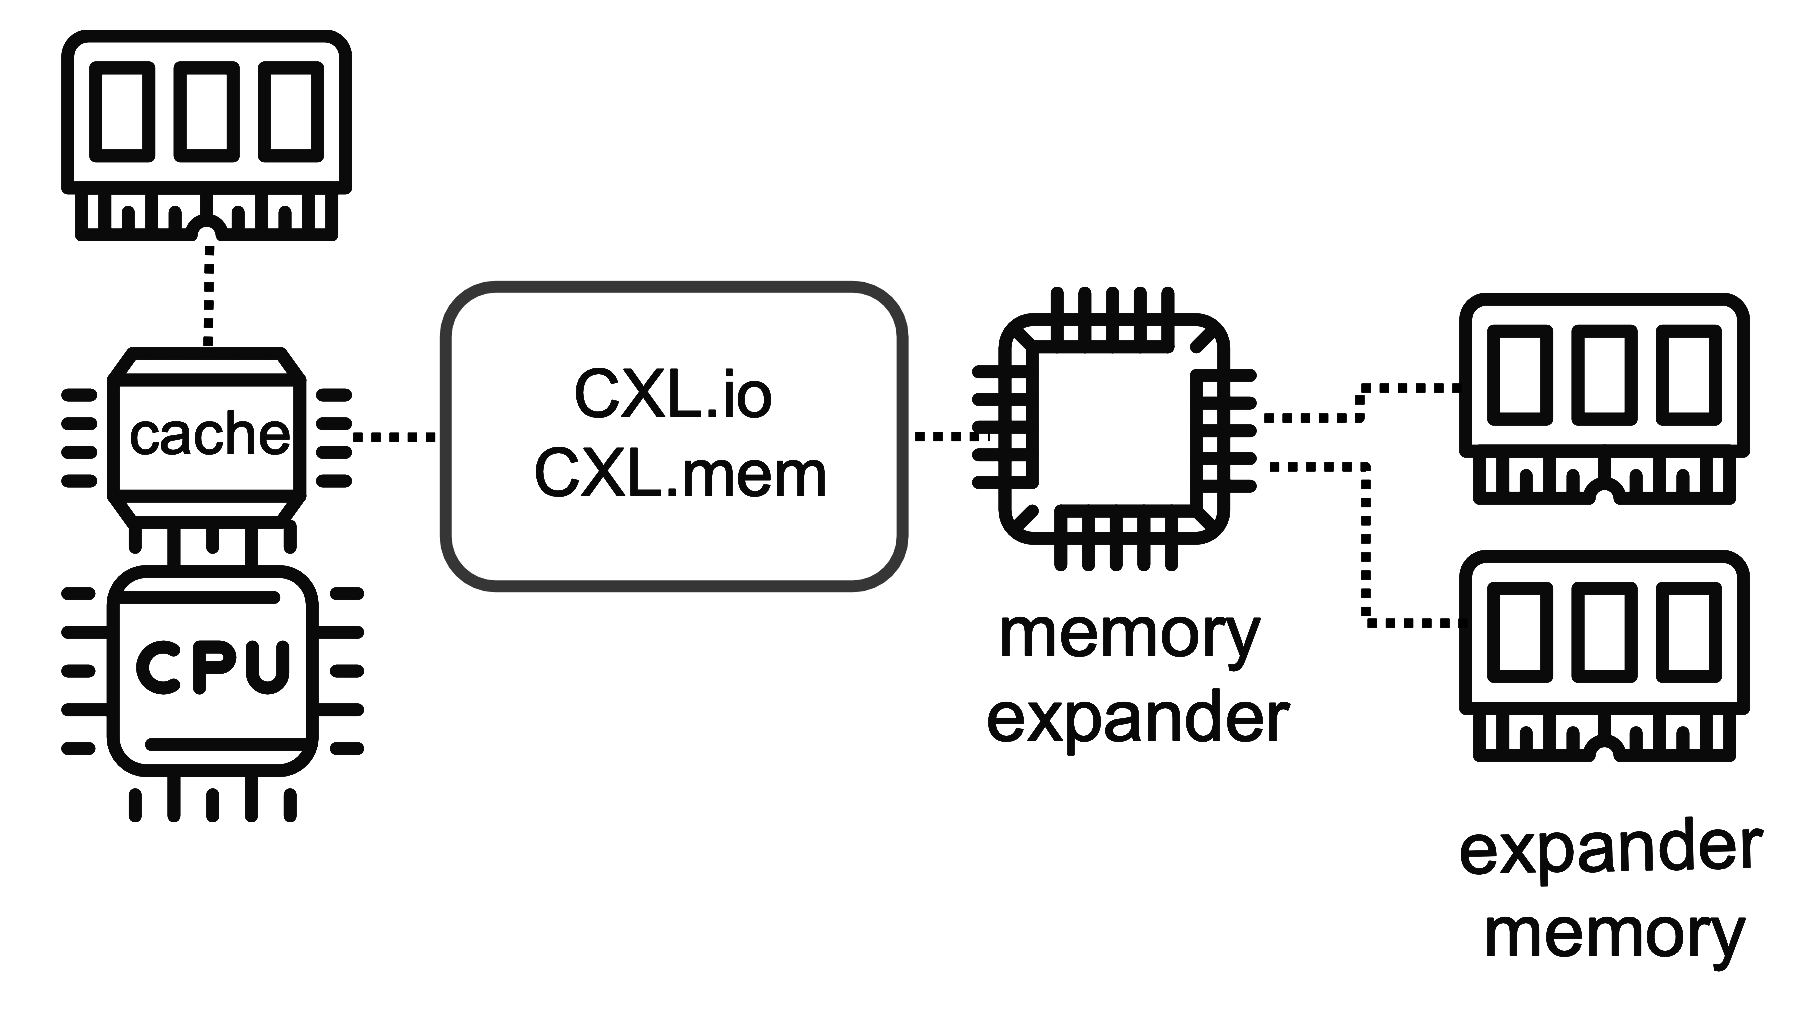 cache
CPU
CXL.io
CXL.mem
memory
expander
expander
memory